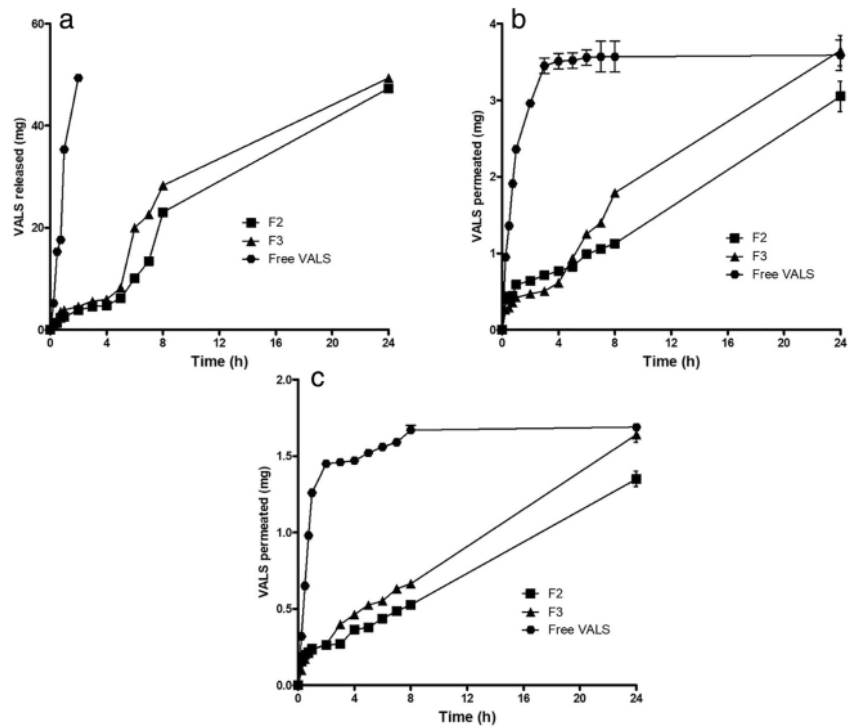 a
VALS released (mg)
60
40
20
0
0 4 8 12 16 20 24
Time (h)
F2
F3
Free VALS
b
VALS permeated (mg)
4
3
2
1
0
0 4 8 12 16 20 24
Time (h)
F2
F3
Free VALS
c
VALS permeated (mg)
2.0
1.5
1.0
0.5
0.0
0 4 8 12 16 20 24
Time (h)
F2
F3
Free VALS